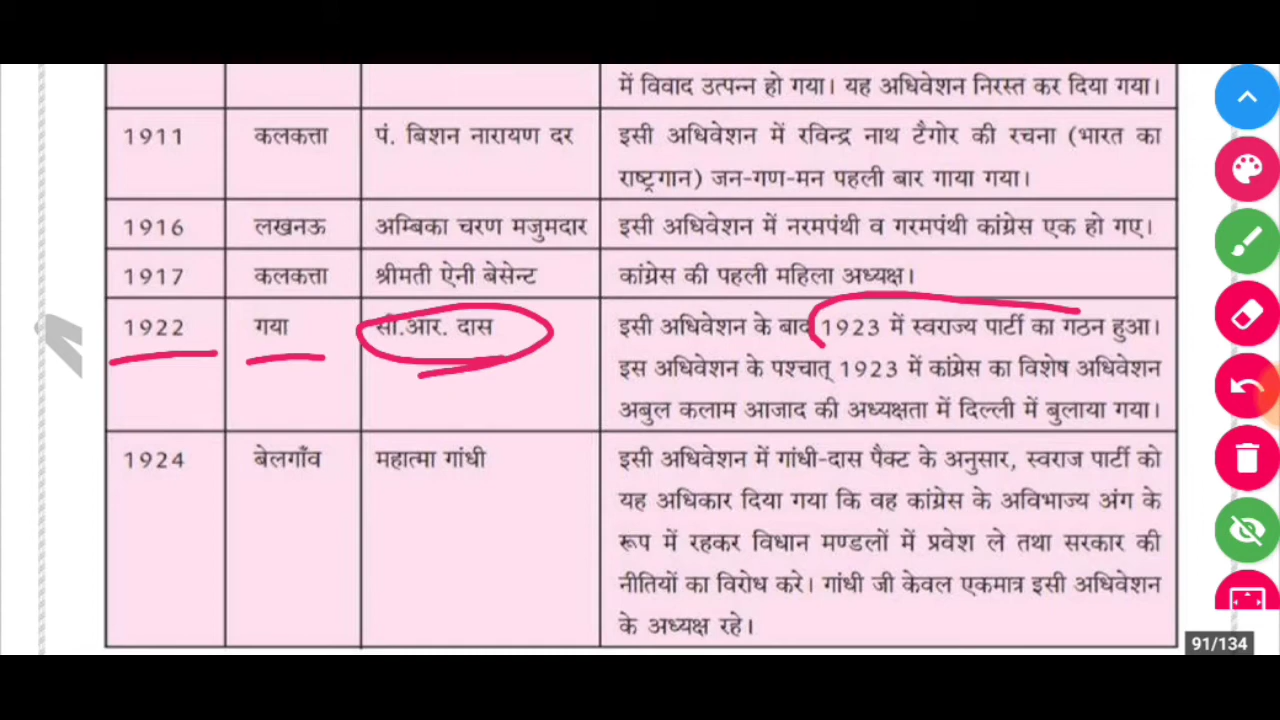 में विवाद उत्पन्न हो गया। यह अधिवेशन निरस्त कर दिया गया।
1911 कलकत्ता पं. बिशन नारायण दर इसी अधिवेशन में रविन्द्र नाथ टैगोर की रचना (भारत का
राष्ट्रगान) जन-गण-मन पहली बार गाया गया।
1916 लखनऊ अम्बिका चरण मजुमदार इसी अधिवेशन में नरमपंथी व गरमपंथी कांग्रेस एक हो गए।
1917 कलकत्ता श्रीमती ऐनी बेसेन्ट कांग्रेस की पहली महिला अध्यक्ष।
1922 गया सी.आर. दास इसी अधिवेशन के बाद 1923 में स्वराज्य पार्टी का गठन हुआ।
इस अधिवेशन के पश्चात् 1923 में कांग्रेस का विशेष अधिवेशन
अबुल कलाम आजाद की अध्यक्षता में दिल्ली में बुलाया गया।
1924 बेलगाँव महात्मा गांधी इसी अधिवेशन में गांधी-दास पैक्ट के अनुसार, स्वराज पार्टी को
यह अधिकार दिया गया कि वह कांग्रेस के अविभाज्य अंग के
रूप में रहकर विधान मण्डलों में प्रवेश ले तथा सरकार की
नीतियों का विरोध करे। गांधी जी केवल एकमात्र इसी अधिवेशन
के अध्यक्ष रहे।
91/134